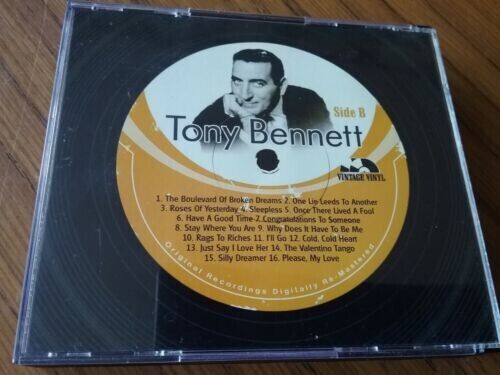 Side B
Tony Bennett
VINTAGE VINYL
1. The Boulevard Of Broken Dreams 2. One Lie Leeds To Another
3. Roses Of Yesterday 4. Sleepless 5. Once There Lived A Fool
6. Have A Good Time 7. Congratulations To Someone
8. Stay Where You Are 9. Why Does It Have To Be Me
10. Rags To Riches 11. I'll Go 12. Cold, Cold Heart
13. Just Say I Love Her 14. The Valentino Tango
15. Silly Dreamer 16. Please, My Love
Original Recordings Digitally Re-Mastered